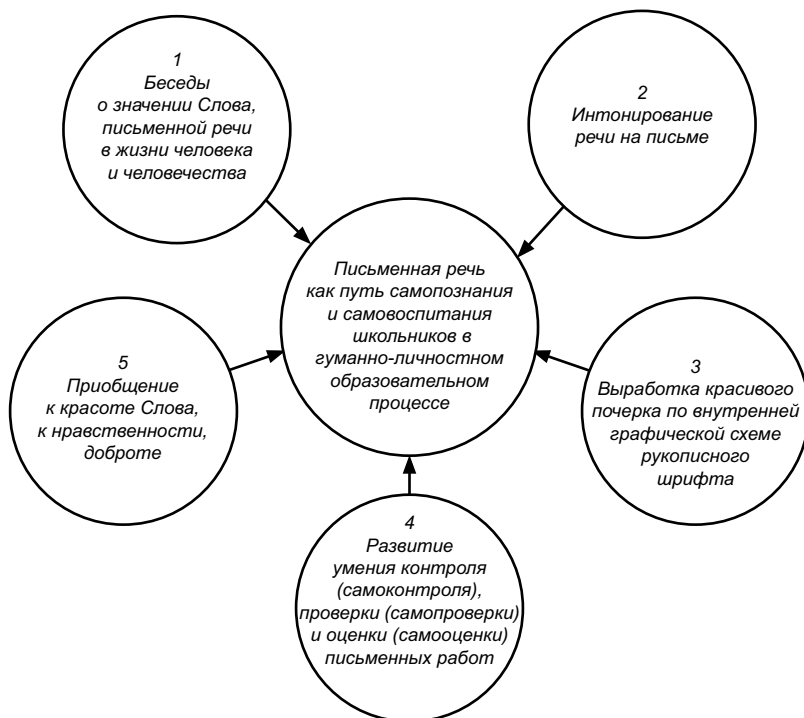 1
Беседы
о значении Слова,
письменной речи
в жизни человека
и человечества
2
Интонирование
речи на письме
Письменная речь
как путь самопознания
и самовоспитания
школьников в
гуманно-личностном
образовательном
процессе
3
Выработка красивого
почерка по внутренней
графической схеме
рукописного
шрифта
4
Развитие
умения контроля
(самоконтроля),
проверки (самопроверки)
и оценки (самооценки)
письменных работ
5
Приобщение
к красоте Слова,
к нравственности,
доброте